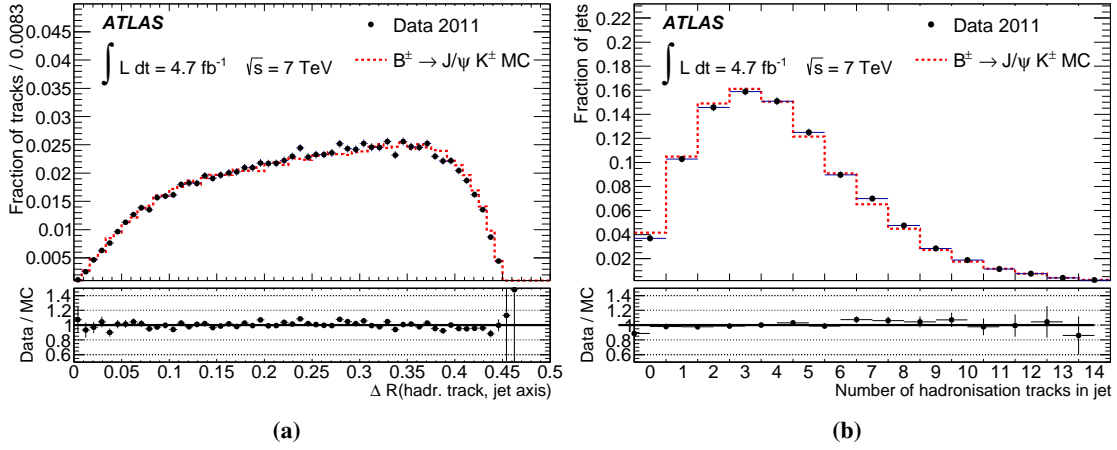 ATLAS
Data 2011
∫ L dt = 4.7 fb⁻¹ √s = 7 TeV
B± → J/ψ K± MC
Fraction of tracks / 0.0083
0.045
0.04
0.035
0.03
0.025
0.02
0.015
0.01
0.005
Data / MC
1.4
1.2
1
0.8
0.6
0 0.05 0.1 0.15 0.2 0.25 0.3 0.35 0.4 0.45 0.5
Δ R(hadr. track, jet axis)
(a)
ATLAS
Data 2011
∫ L dt = 4.7 fb⁻¹ √s = 7 TeV
B± → J/ψ K± MC
Fraction of jets
0.22
0.20
0.18
0.16
0.14
0.12
0.10
0.08
0.06
0.04
0.02
Data / MC
1.4
1.2
1
0.8
0.6
0 1 2 3 4 5 6 7 8 9 10 11 12 13 14
Number of hadronisation tracks in jet
(b)